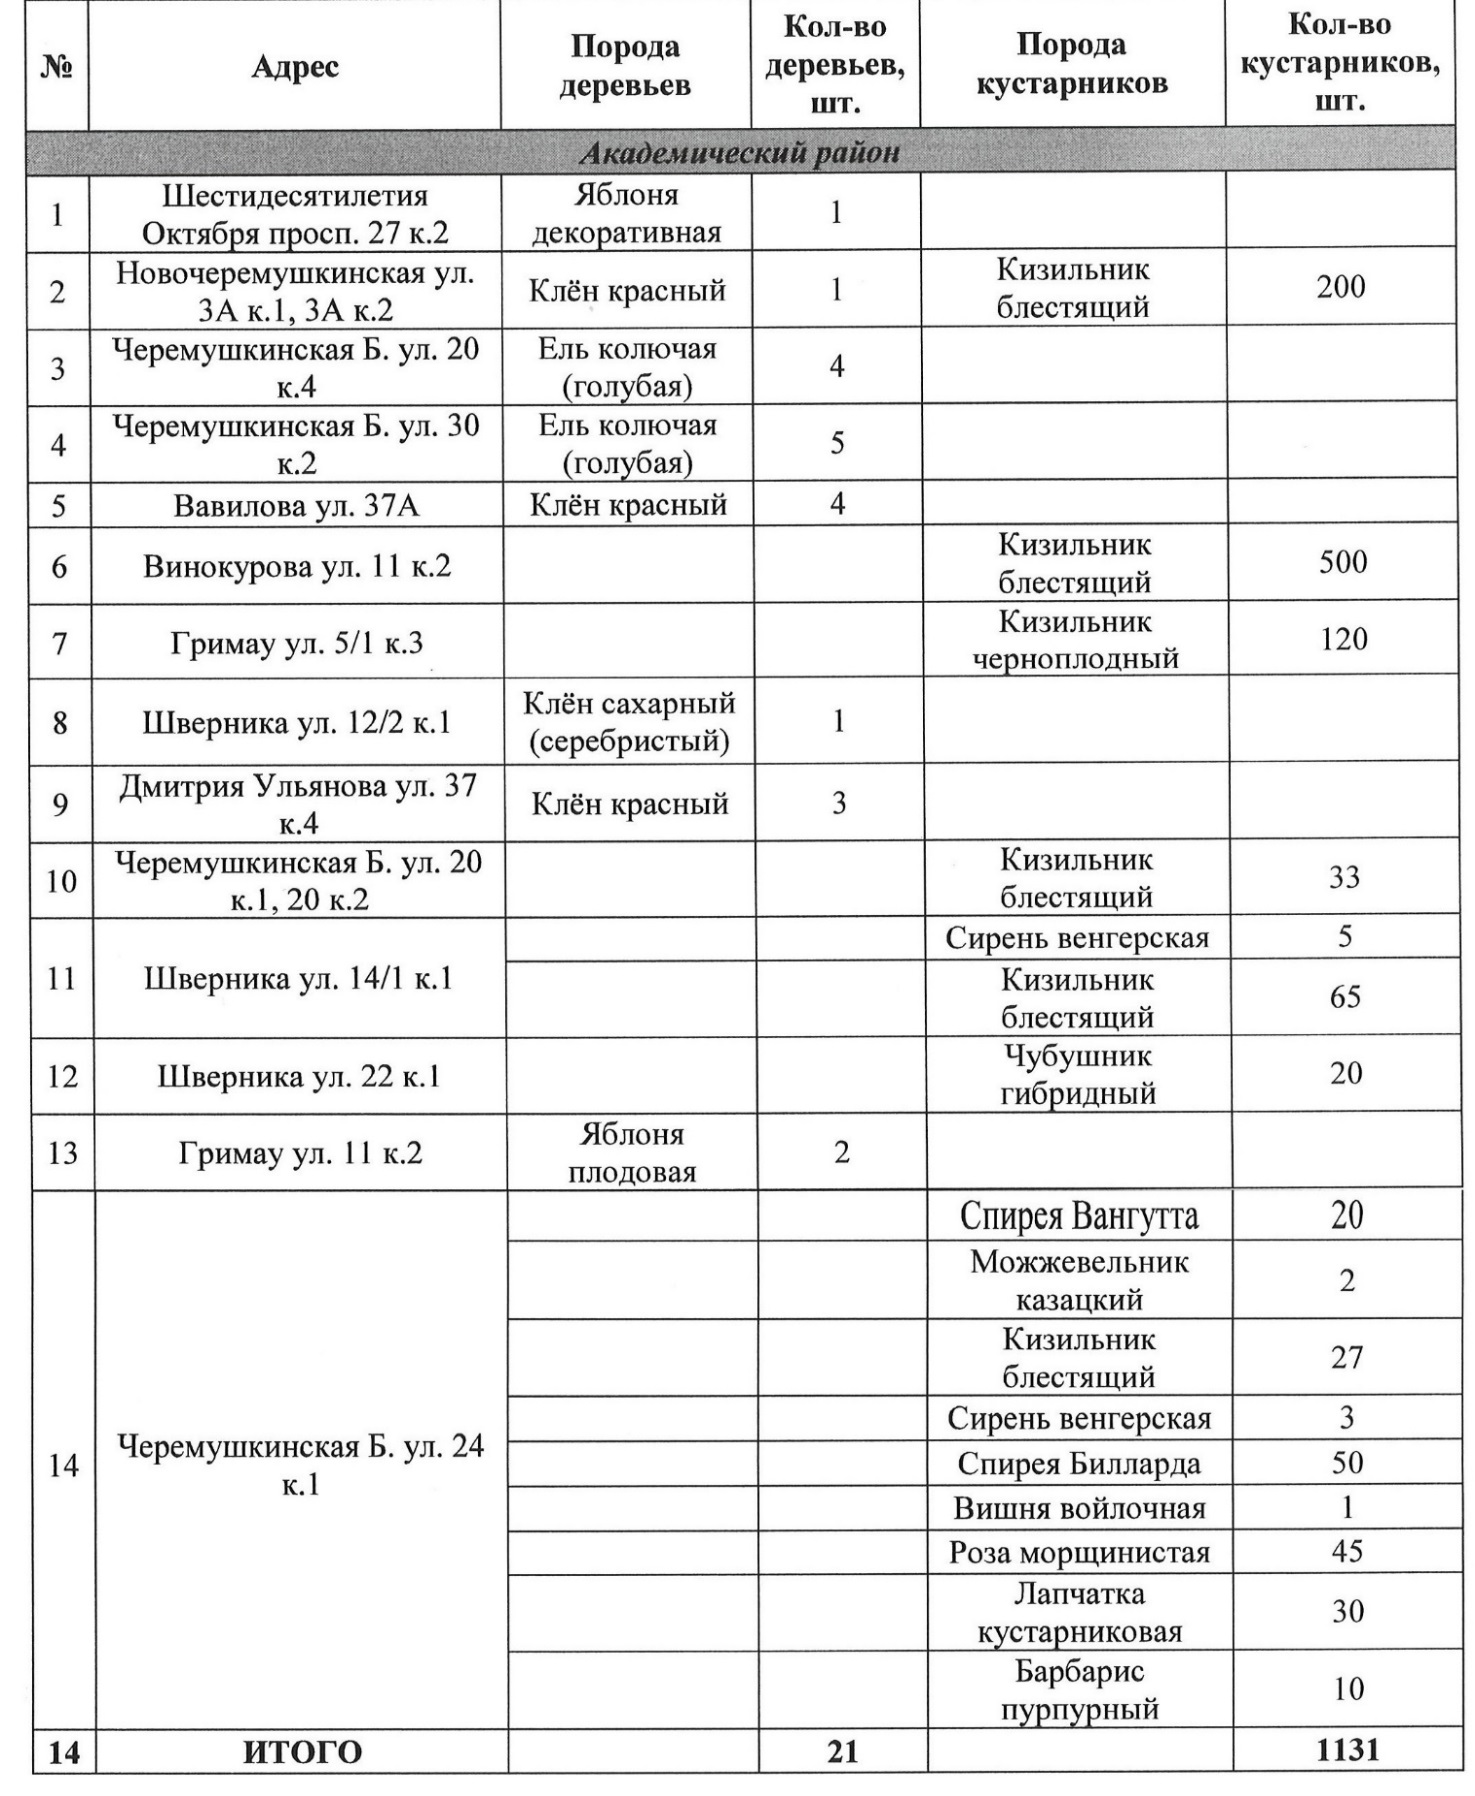 №
Адрес
Порода
деревьев
Кол-во
деревьев,
шт.
Порода
кустарников
Кол-во
кустарников,
шт.
Академический район
1
Шестидесятилетия
Октября просп. 27 к.2
Яблоня
декоративная
1
2
Новочеремушкинская ул.
3А к.1, 3А к.2
Клён красный
1
Кизильник
блестящий
200
3
Черемушкинская Б. ул. 20
к.4
Ель колючая
(голубая)
4
4
Черемушкинская Б. ул. 30
к.2
Ель колючая
(голубая)
5
5
Вавилова ул. 37А
Клён красный
4
6
Винокурова ул. 11 к.2
Кизильник
блестящий
500
7
Гримау ул. 5/1 к.3
Кизильник
черноплодный
120
8
Шверника ул. 12/2 к.1
Клён сахарный
(серебристый)
1
9
Дмитрия Ульянова ул. 37
к.4
Клён красный
3
10
Черемушкинская Б. ул. 20
к.1, 20 к.2
Кизильник
блестящий
33
11
Шверника ул. 14/1 к.1
Сирень венгерская
5
Кизильник
блестящий
65
12
Шверника ул. 22 к.1
Чубушник
гибридный
20
13
Гримау ул. 11 к.2
Яблоня
плодовая
2
14
Черемушкинская Б. ул. 24
к.1
Спирея Вангутта
20
Можжевельник
казацкий
2
Кизильник
блестящий
27
Сирень венгерская
3
Спирея Билларда
50
Вишня войлочная
1
Роза морщинистая
45
Лапчатка
кустарниковая
30
Барбарис
пурпурный
10
14
ИТОГО
21
1131